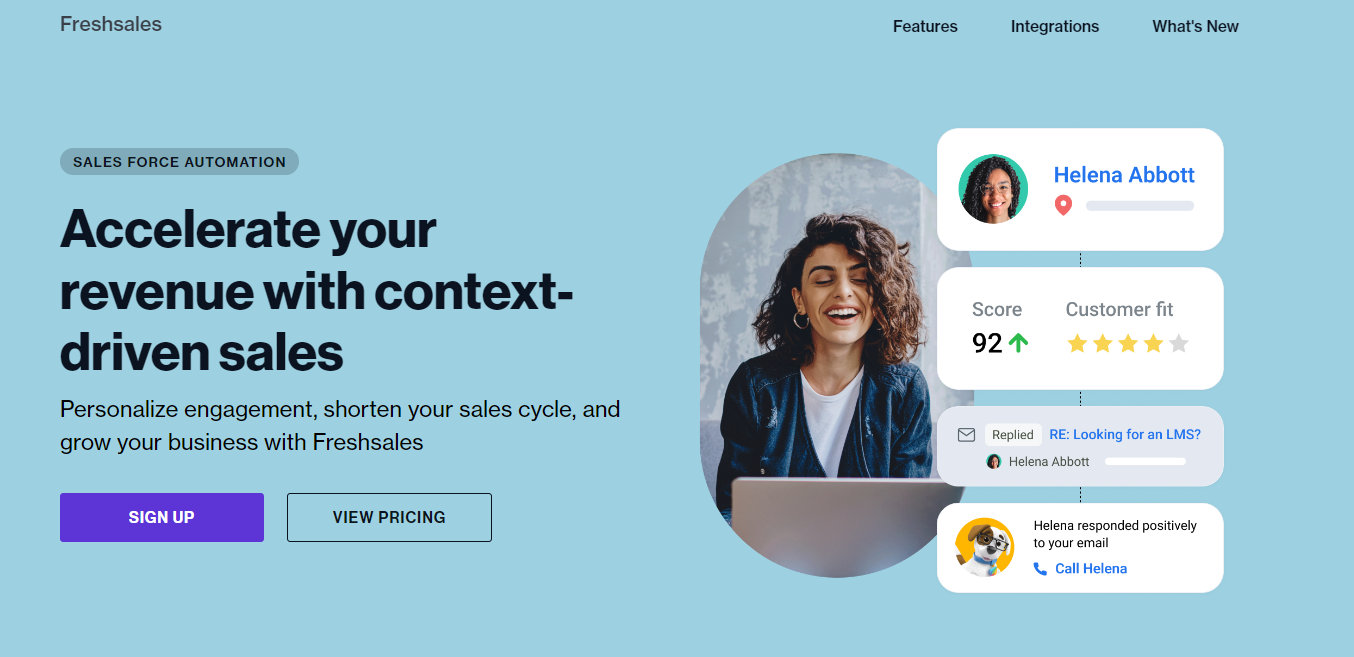 Freshsales
Features
Integrations
What's New
SALES FORCE AUTOMATION
Accelerate your
revenue with context-
driven sales
Personalize engagement, shorten your sales cycle, and
grow your business with Freshsales
SIGN UP
VIEW PRICING
Helena Abbott
Score
Customer fit
92
Replied RE: Looking for an LMS?
Helena Abbott
Helena responded positively
to your email
Call Helena